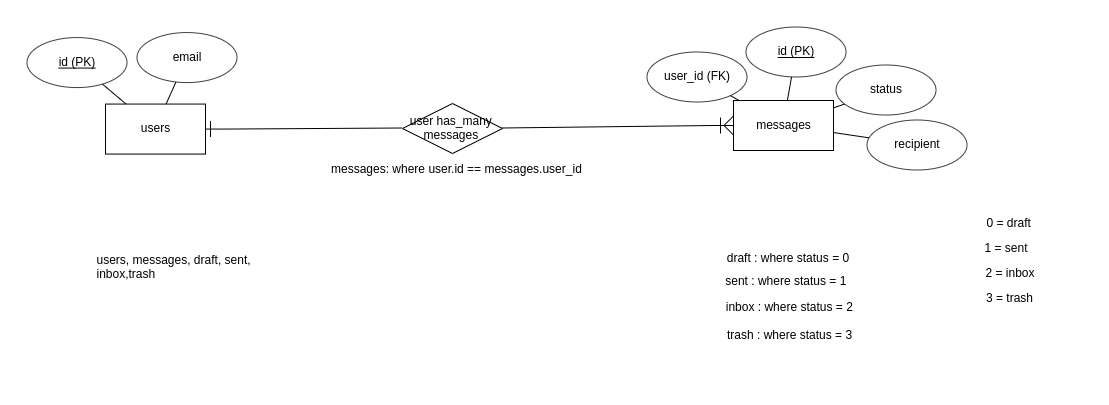 id (PK)
email
users
user has_many
messages
messages: where user.id == messages.user_id
user_id (FK)
id (PK)
status
messages
recipient
users, messages, draft, sent,
inbox,trash
draft : where status = 0
sent : where status = 1
inbox : where status = 2
trash : where status = 3
0 = draft
1 = sent
2 = inbox
3 = trash